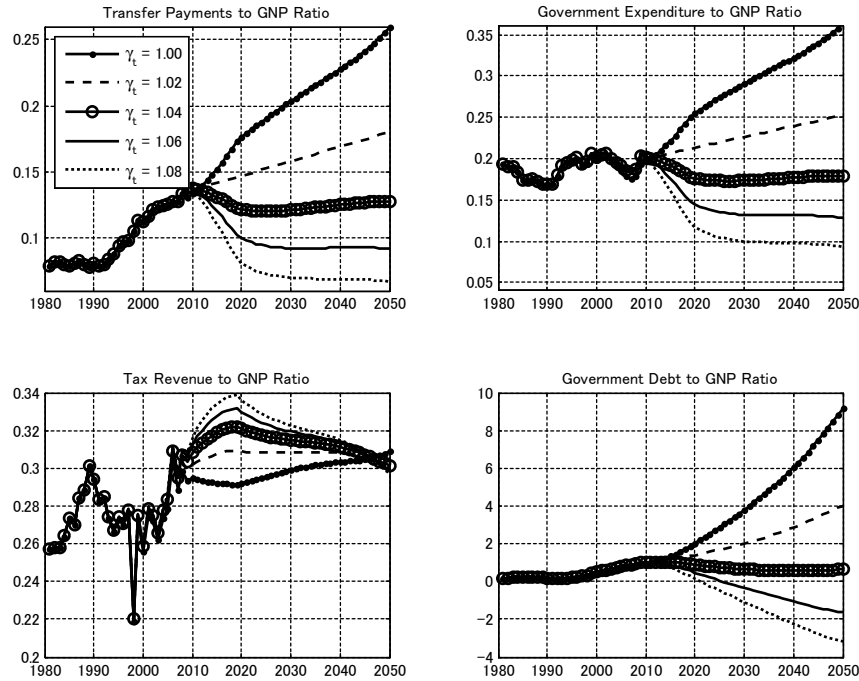 Transfer Payments to GNP Ratio
0.25
0.2
0.15
0.1
γt = 1.00
γt = 1.02
γt = 1.04
γt = 1.06
γt = 1.08
1980 1990 2000 2010 2020 2030 2040 2050
Government Expenditure to GNP Ratio
0.35
0.3
0.25
0.2
0.15
0.1
0.05
1980 1990 2000 2010 2020 2030 2040 2050
Tax Revenue to GNP Ratio
0.34
0.32
0.3
0.28
0.26
0.24
0.22
0.2
1980 1990 2000 2010 2020 2030 2040 2050
Government Debt to GNP Ratio
10
8
6
4
2
0
−2
−4
1980 1990 2000 2010 2020 2030 2040 2050